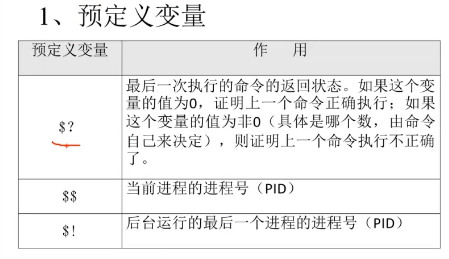 1、预定义变量
预定义变量
作 用
$?
最后一次执行的命令的返回状态。如果这个变
量的值为0，证明上一个命令正确执行；如果
这个变量的值为非0（具体是哪个数，由命令
自己来决定），则证明上一个命令执行不正确
了。
$$
当前进程的进程号（PID）
$!
后台运行的最后一个进程的进程号（PID）